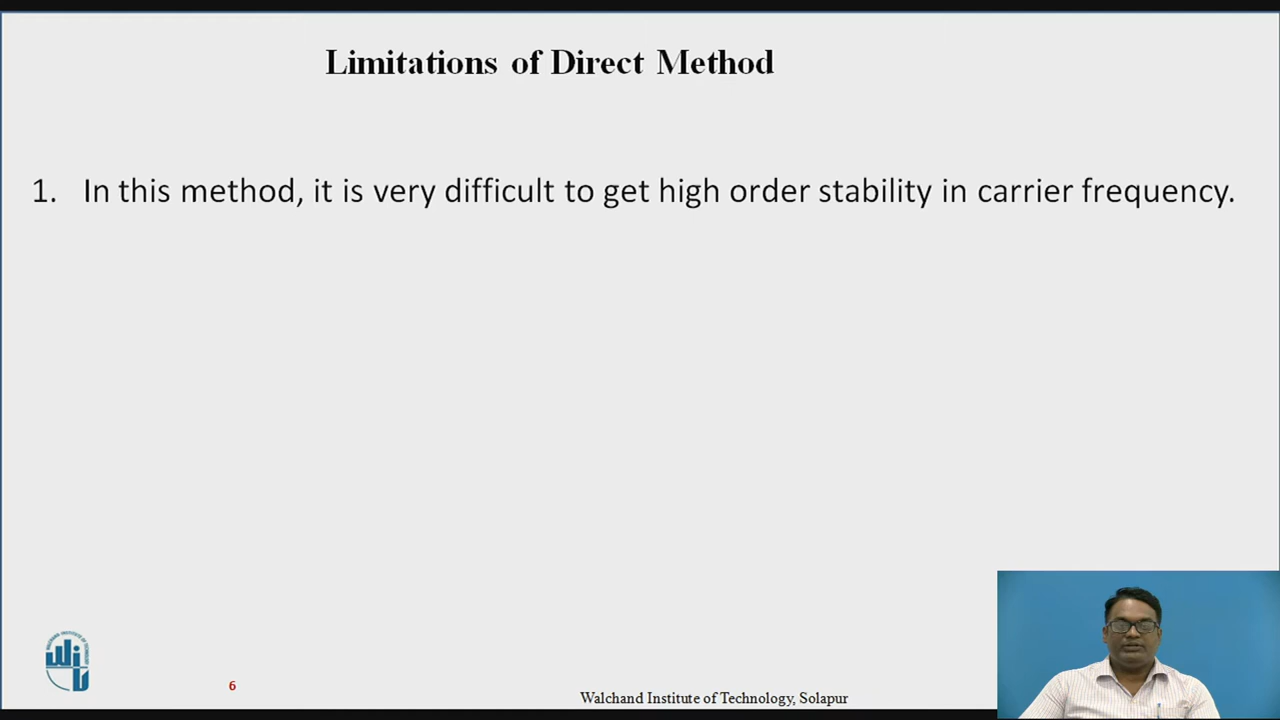 Limitations of Direct Method
1. In this method, it is very difficult to get high order stability in carrier frequency.
6
Walchand Institute of Technology, Solapur